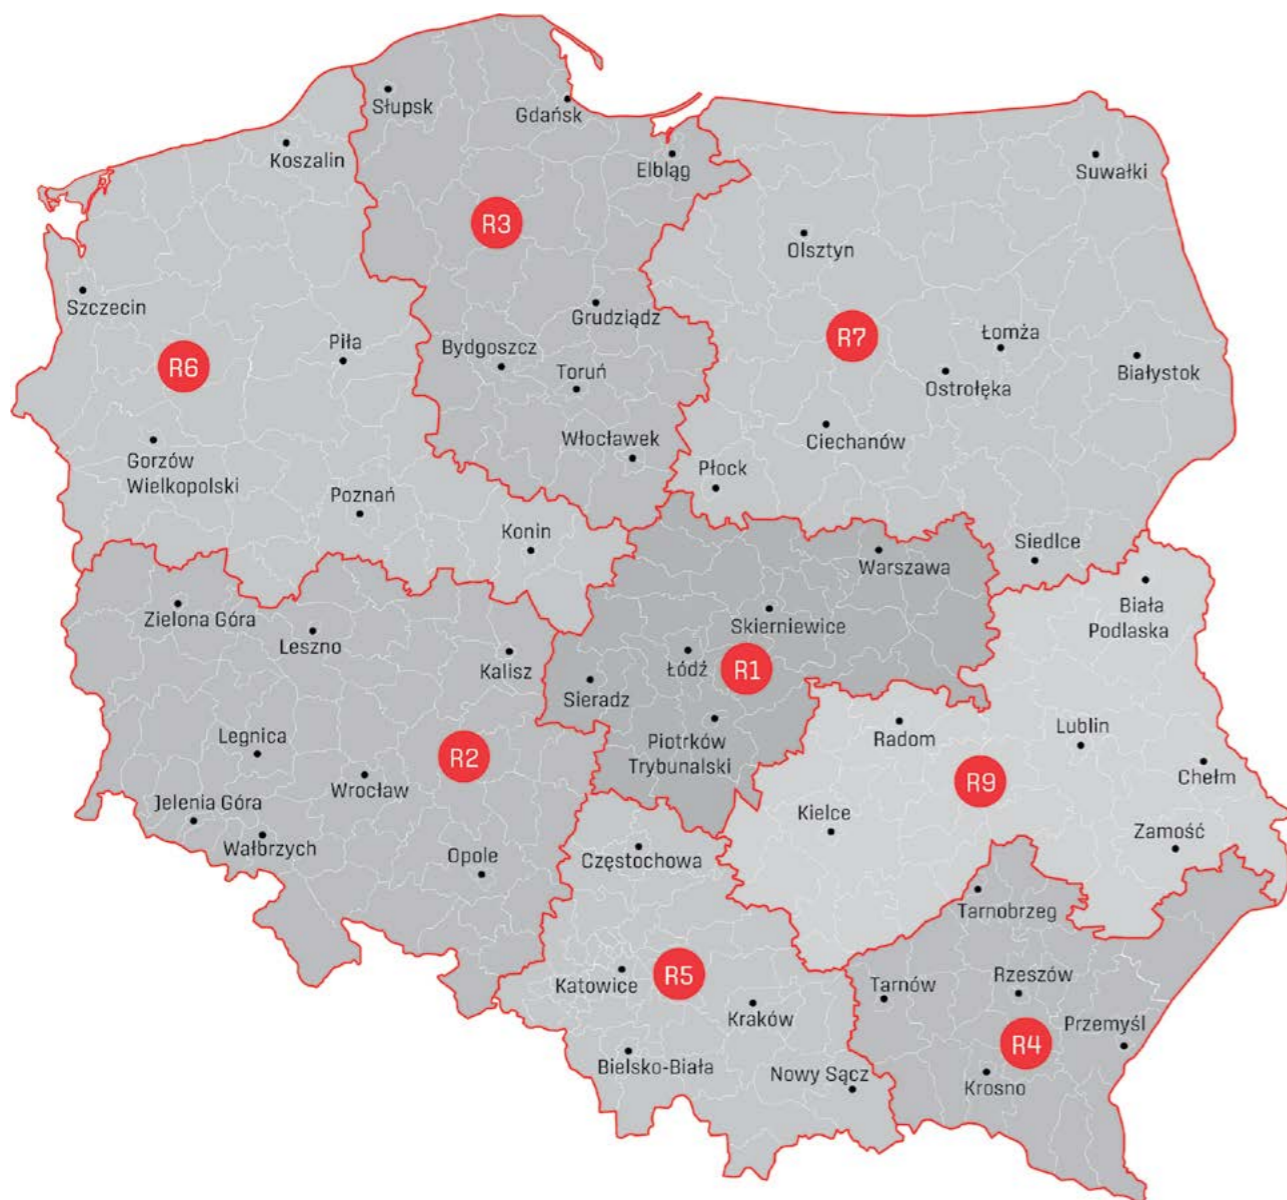 Słupsk
Gdańsk
Koszalin
Elbląg
Suwałki
R3
Olsztyn
Szczecin
Grudziądz
Piła
Bydgoszcz
R7
Łomża
R6
Toruń
Ostrołęka
Białystok
Włocławek
Ciechanów
Gorzów
Wielkopolski
Płock
Poznań
Konin
Siedlce
Warszawa
Biała
Podlaska
Zielona Góra
Leszno
Skierniewice
Kalisz
Łódź
R1
Sieradz
Legnica
Piotrków
Trybunalski
Radom
Lublin
R2
Wrocław
R9
Chełm
Jelenia Góra
Kielce
Zamość
Wałbrzych
Opole
Częstochowa
Tarnobrzeg
Katowice
R5
Tarnów
Rzeszów
Kraków
Przemyśl
R4
Bielsko-Biała
Nowy Sącz
Krosno